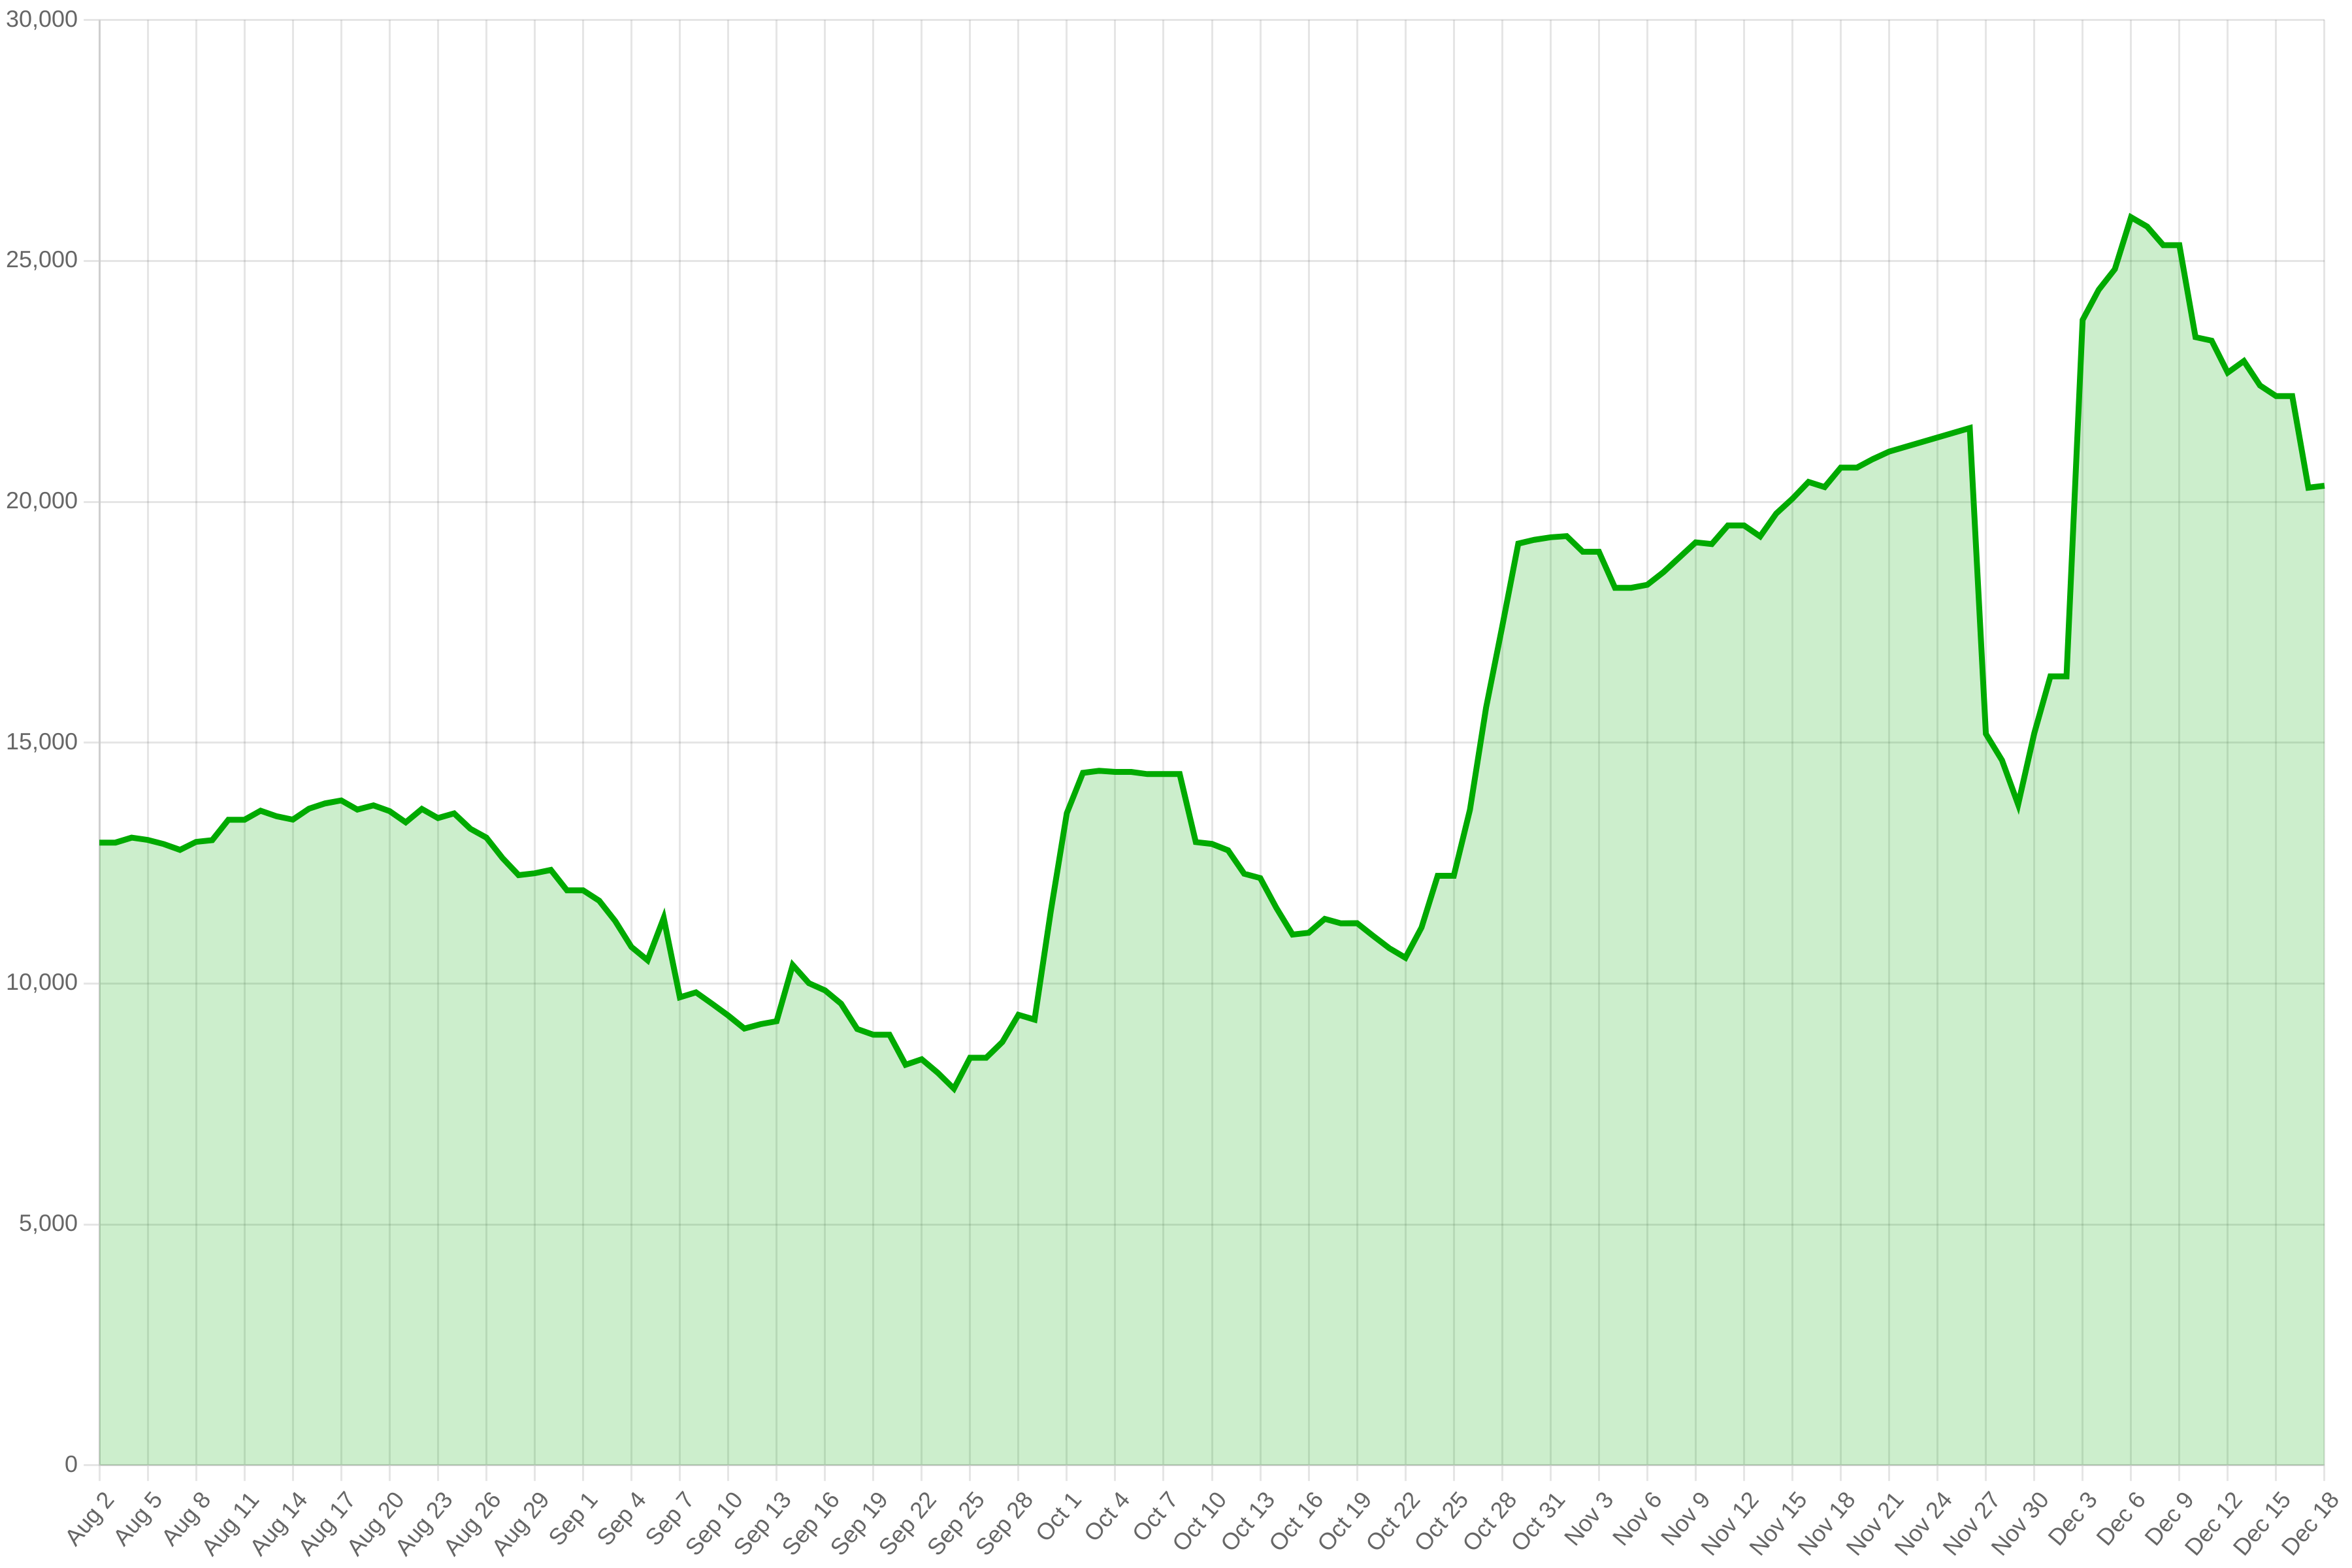 30,000
25,000
20,000
15,000
10,000
5,000
0
Aug 2
Aug 5
Aug 8
Aug 11
Aug 14
Aug 17
Aug 20
Aug 23
Aug 26
Aug 29
Sep 1
Sep 4
Sep 7
Sep 10
Sep 13
Sep 16
Sep 19
Sep 22
Sep 25
Sep 28
Oct 1
Oct 4
Oct 7
Oct 10
Oct 13
Oct 16
Oct 19
Oct 22
Oct 25
Oct 28
Oct 31
Nov 3
Nov 6
Nov 9
Nov 12
Nov 15
Nov 18
Nov 21
Nov 24
Nov 27
Nov 30
Dec 3
Dec 6
Dec 9
Dec 12
Dec 15
Dec 18